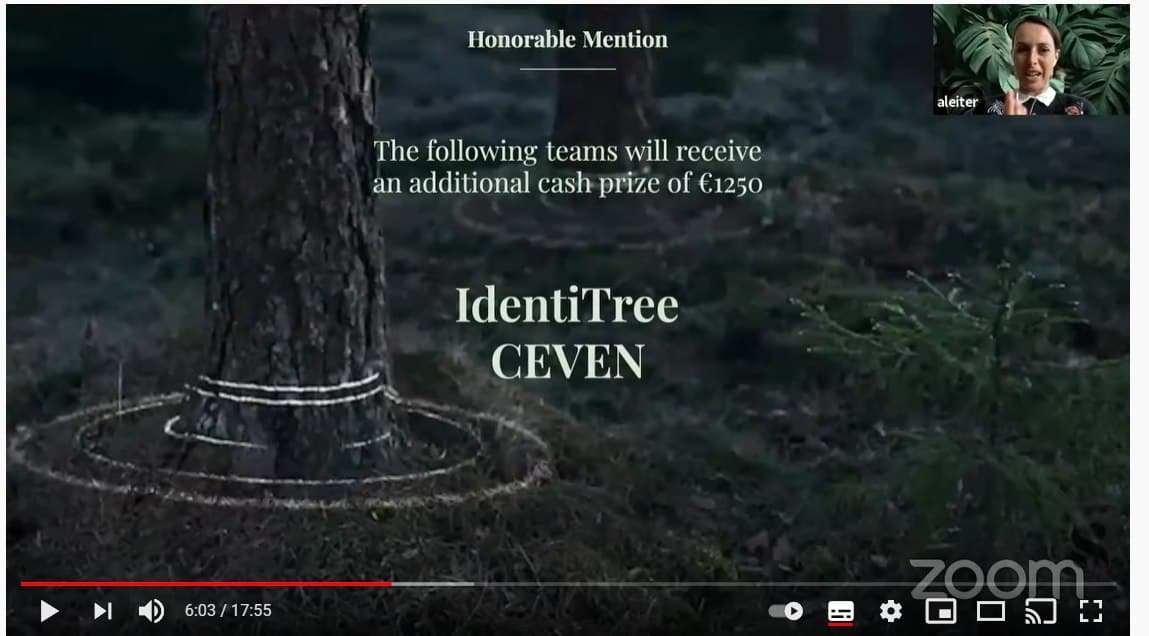 Honorable Mention
aleiter
The following teams will receive
an additional cash prize of €1250
IdentiTree
CEVEN
zoom
6:03 / 17:55